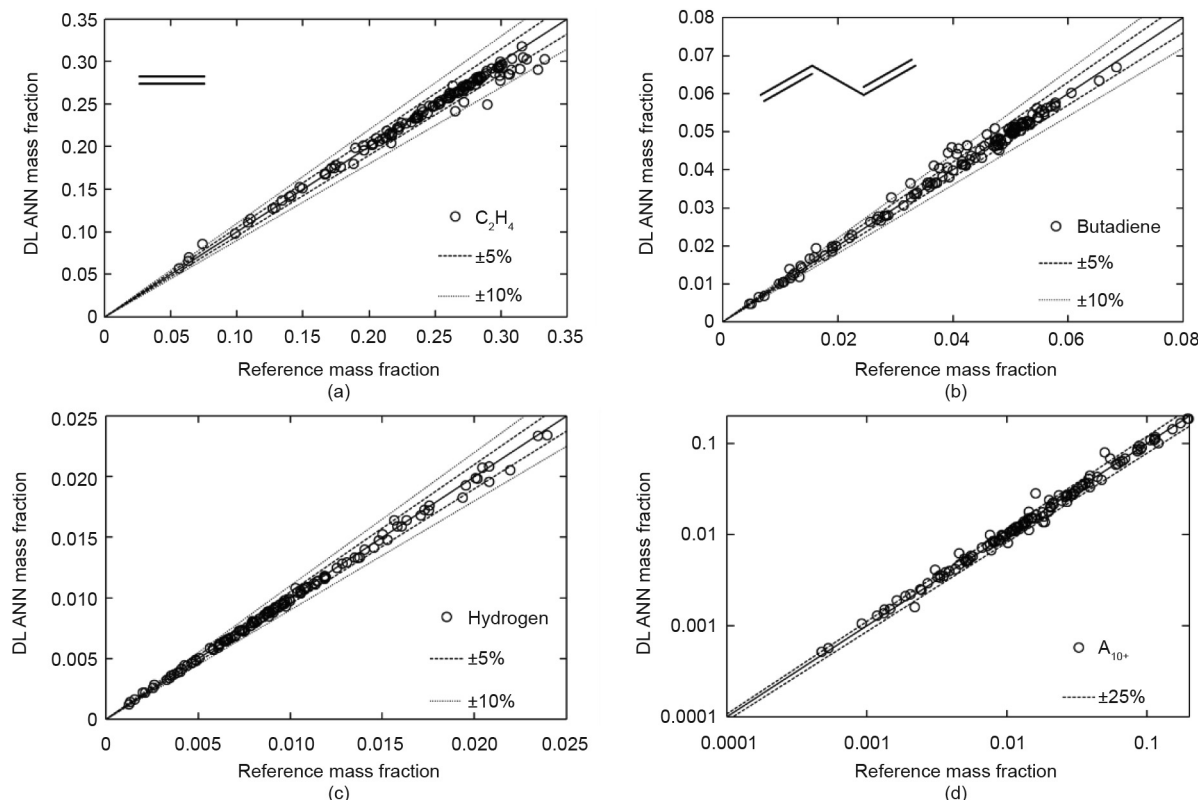 0.35
0.30
0.25
0.20
0.15
0.10
0.05
0
DL ANN mass fraction
C₂H₄
±5%
±10%
0 0.05 0.10 0.15 0.20 0.25 0.30 0.35
Reference mass fraction
(a)
0.08
0.07
0.06
0.05
0.04
0.03
0.02
0.01
0
DL ANN mass fraction
Butadiene
±5%
±10%
0 0.02 0.04 0.06 0.08
Reference mass fraction
(b)
0.025
0.020
0.015
0.010
0.005
0
DL ANN mass fraction
Hydrogen
±5%
±10%
0 0.005 0.010 0.015 0.020 0.025
Reference mass fraction
(c)
0.1
0.01
0.001
0.0001
DL ANN mass fraction
A₁₀₊
±25%
0.0001 0.001 0.01 0.1
Reference mass fraction
(d)